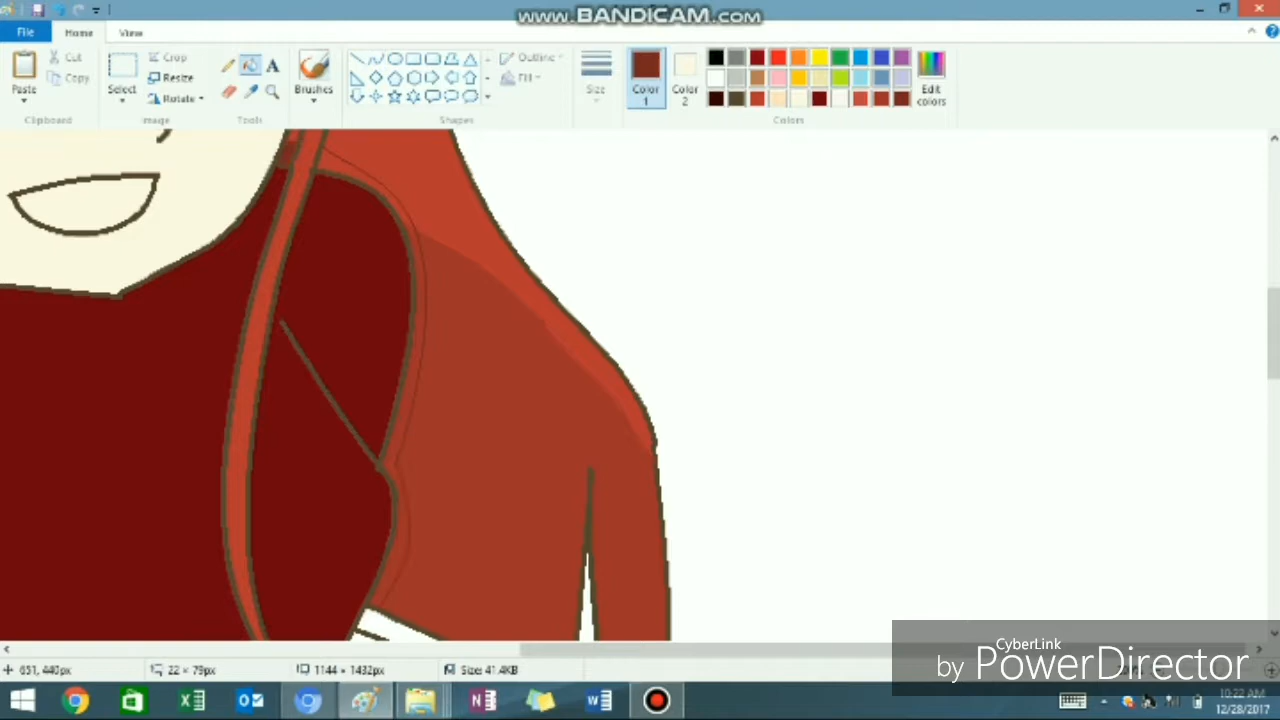 www.BANDICAM.com
File
Home
View
Paste
Cut
Copy
Clipboard
Select
Crop
Resize
Rotate
Image
Tools
Brushes
Outline
Fill
Shapes
Size
Color
1
Color
2
Edit
colors
Colors
651, 440px
22 × 79px
1144 × 1432px
Size: 41.4KB
CyberLink
by PowerDirector
10:22 AM
12/28/2017